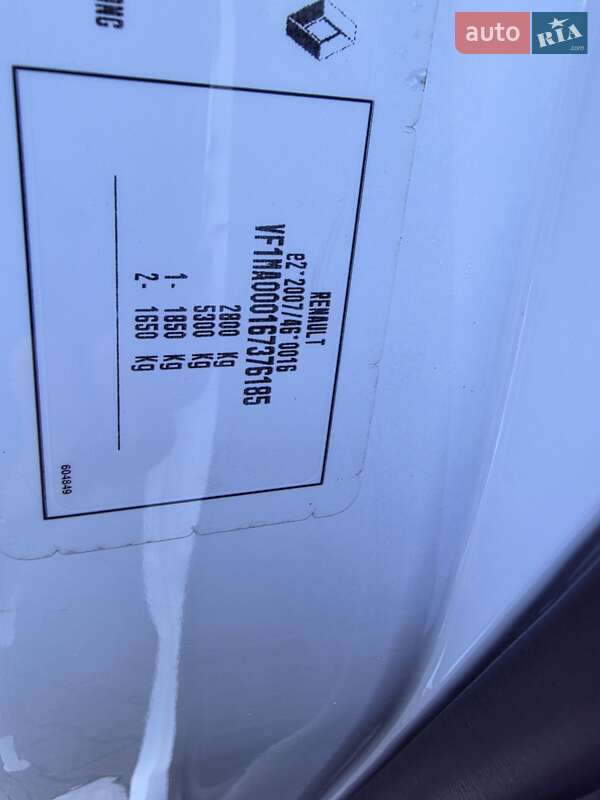 RENAULT
e2*2007/46*0016
VF1MA000167376185
2800 Kg
5300 Kg
1- 1850 Kg
2- 1650 Kg
604849
auto RIA.com